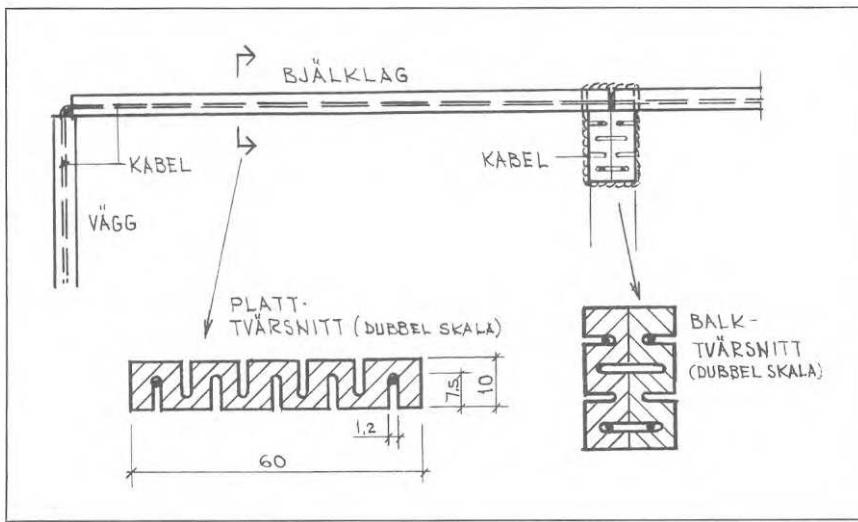 BJÄLKLAG
KABEL
KABEL
VÄGG
PLATT-
TVÄRSNITT (DUBBEL SKALA)
BALK-
TVÄRSNITT
(DUBBEL SKALA)
7,5
10
1,2
60